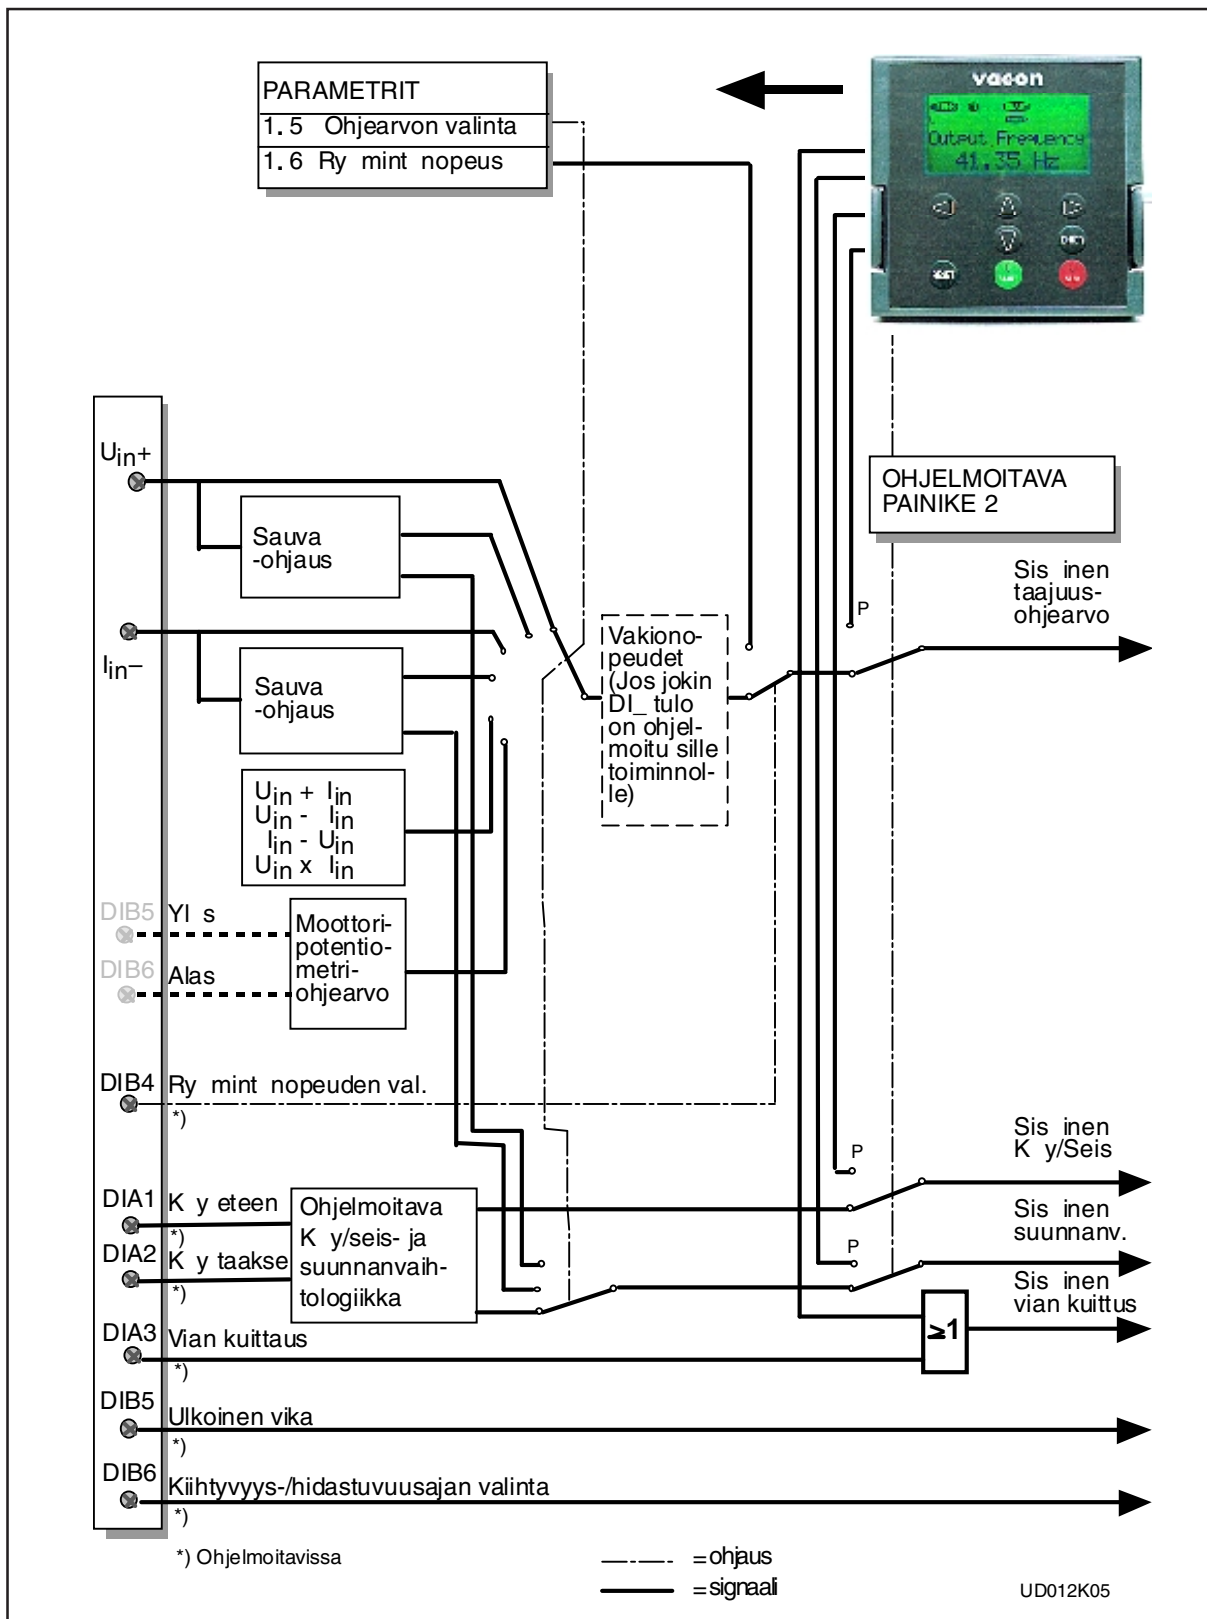 PARAMETRIT
1. 5 Ohjearvon valinta
1. 6 Ry mint nopeus
vacon
Output Frequency
41.35 Hz
RESET
OHJELMOITAVA
PAINIKE 2
Uin+
Sauva
-ohjaus
Iin–
Sauva
-ohjaus
Uin + Iin
Uin - Iin
Iin - Uin
Uin x Iin
Vakiono-
peudet
(Jos jokin
DI_ tulo
on ohjel-
moitu sille
toiminnol-
le)
P
Sis inen
taajuus-
ohjearvo
DIB5 Yl s
DIB6 Alas
Moottori-
potentio-
metri-
ohjearvo
DIB4 Ry mint nopeuden val.
*)
DIA1 K y eteen
*)
DIA2 K y taakse
*)
Ohjelmoitava
K y/seis- ja
suunnanvaih-
tologiikka
P
Sis inen
K y/Seis
P
Sis inen
suunnanv.
Sis inen
vian kuittus
≥1
DIA3 Vian kuittaus
*)
DIB5 Ulkoinen vika
*)
DIB6 Kiihtyvyys-/hidastuvuusajan valinta
*)
*) Ohjelmoitavissa
=ohjaus
=signaali
UD012K05